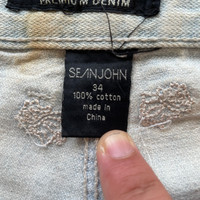 PREMIUM DENIM
SEANJOHN
34
100% cotton
made in
China